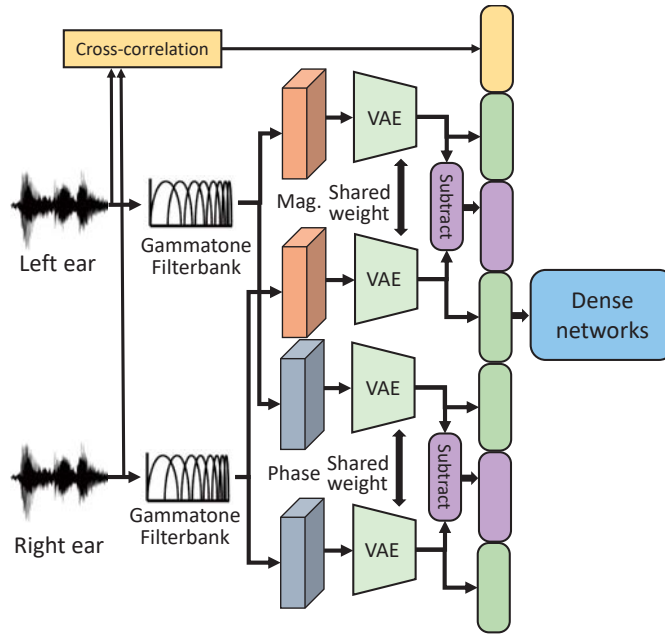 Cross-correlation
VAE
Mag.
Shared
weight
Subtract
Gammatone
Filterbank
Left ear
VAE
Dense
networks
VAE
Phase
Shared
weight
Subtract
Gammatone
Filterbank
Right ear
VAE